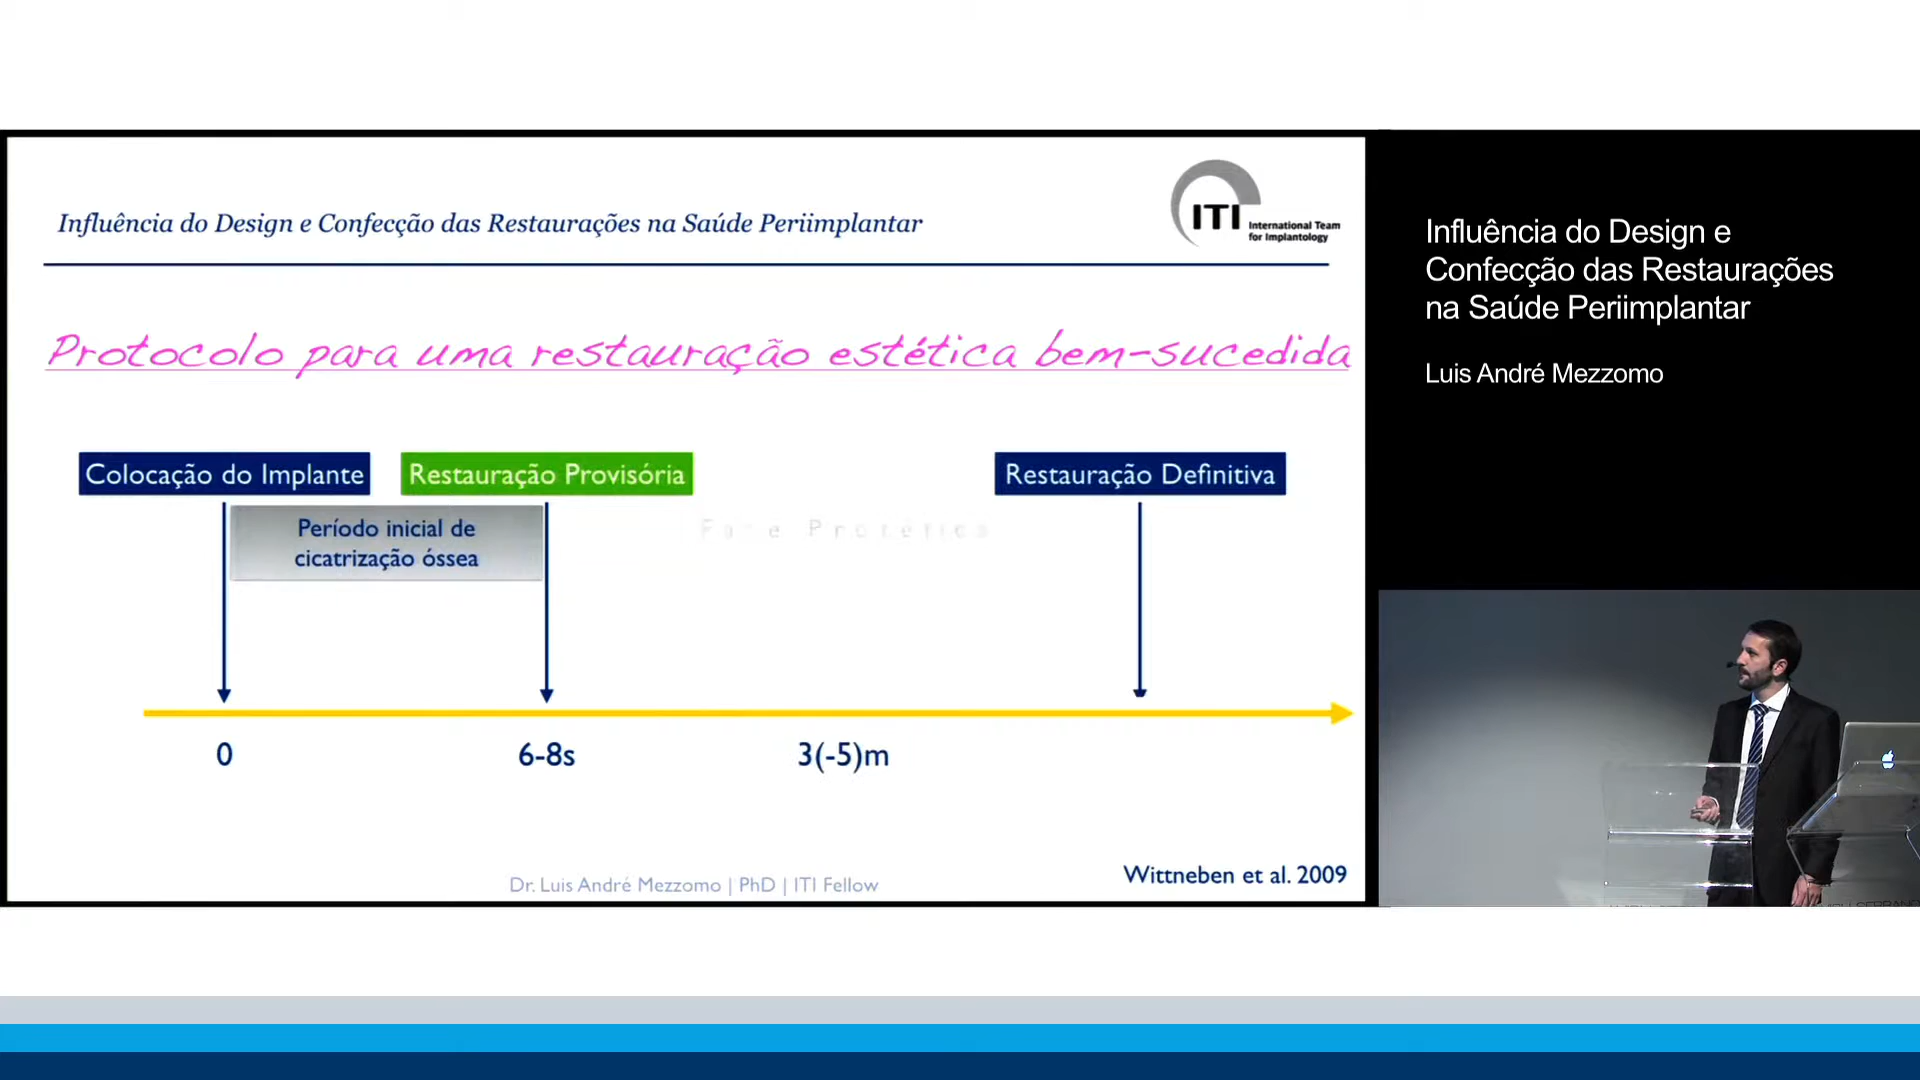 Influência do Design e Confecção das Restaurações na Saúde Periimplantar
ITI International Team
for Implantology
Protocolo para uma restauração estética bem-sucedida
Colocação do Implante
Restauração Provisória
Restauração Definitiva
Período inicial de
cicatrização óssea
Fase Protética
0
6-8s
3(-5)m
Wittneben et al. 2009
Dr. Luis André Mezzomo | PhD | ITI Fellow
Influência do Design e
Confecção das Restaurações
na Saúde Periimplantar
Luis André Mezzomo